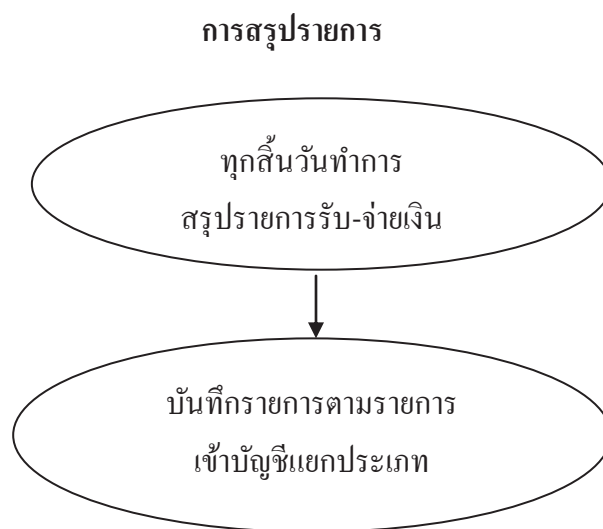 การสรุปรายการ
ทุกสิ้นวันทำการ
สรุปรายการรับ-จ่ายเงิน
บันทึกรายการตามรายการ
เข้าบัญชีแยกประเภท